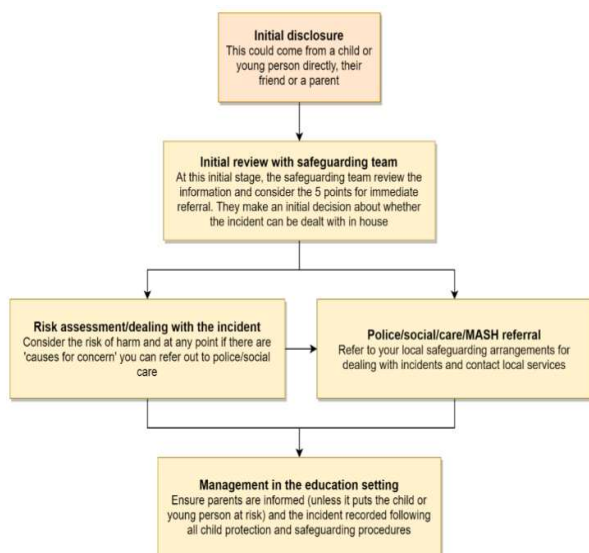 Initial disclosure
This could come from a child or
young person directly, their
friend or a parent
Initial review with safeguarding team
At this initial stage, the safeguarding team review the
information and consider the 5 points for immediate
referral. They make an initial decision about whether
the incident can be dealt with in house
Risk assessment/dealing with the incident
Consider the risk of harm and at any point if there are
'causes for concern' you can refer out to police/social
care
Police/social/care/MASH referral
Refer to your local safeguarding arrangements for
dealing with incidents and contact local services
Management in the education setting
Ensure parents are informed (unless it puts the child or
young person at risk) and the incident recorded following
all child protection and safeguarding procedures